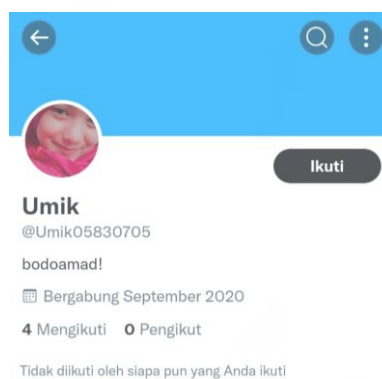 Ikuti
Umik
@Umik05830705
bodoamad!
Bergabung September 2020
4 Mengikuti 0 Pengikut
Tidak diikuti oleh siapa pun yang Anda ikuti